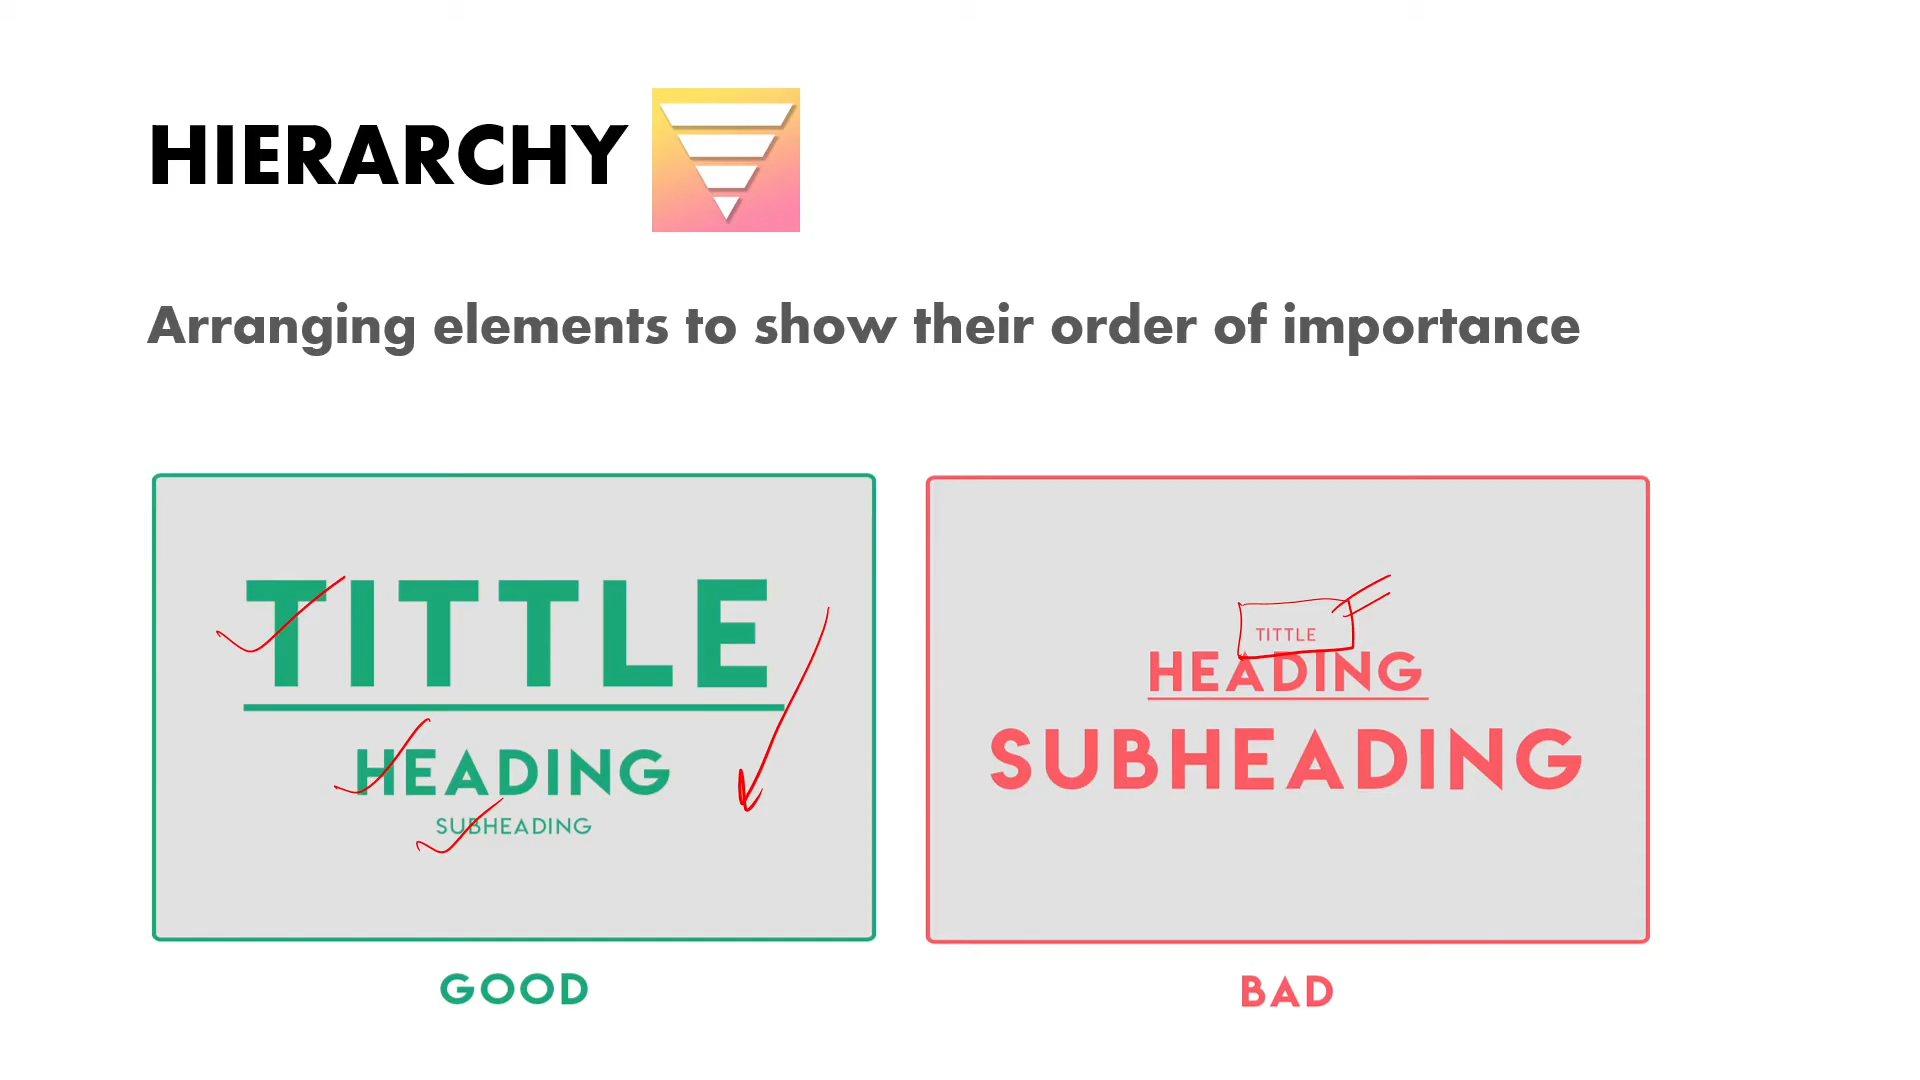 HIERARCHY
Arranging elements to show their order of importance
TITTLE
HEADING
SUBHEADING
GOOD
TITTLE
HEADING
SUBHEADING
BAD